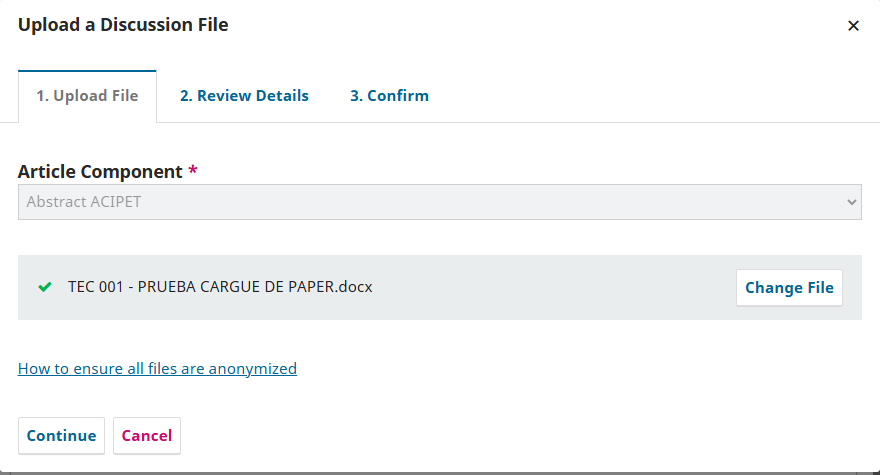 Upload a Discussion File
×
1. Upload File
2. Review Details
3. Confirm
Article Component *
Abstract ACIPET
TEC 001 - PRUEBA CARGUE DE PAPER.docx
Change File
How to ensure all files are anonymized
Continue
Cancel